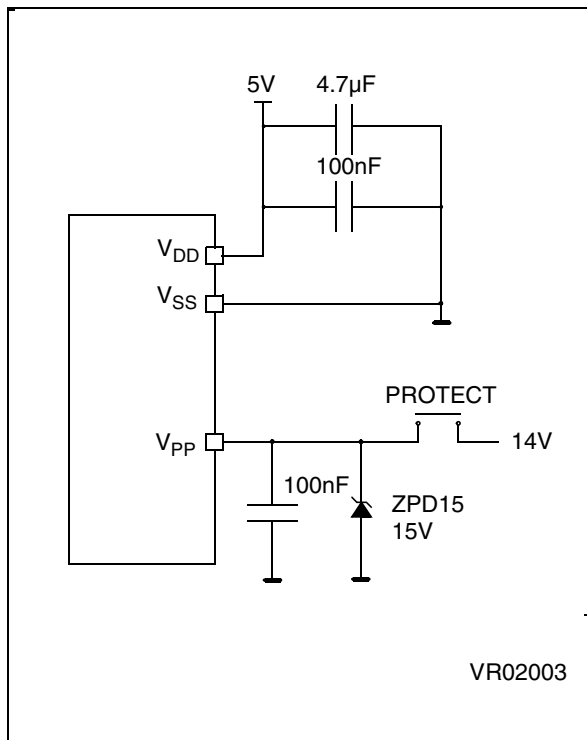 5V 4.7µF
100nF
VDD
VSS
PROTECT
VPP
14V
100nF
ZPD15
15V
VR02003